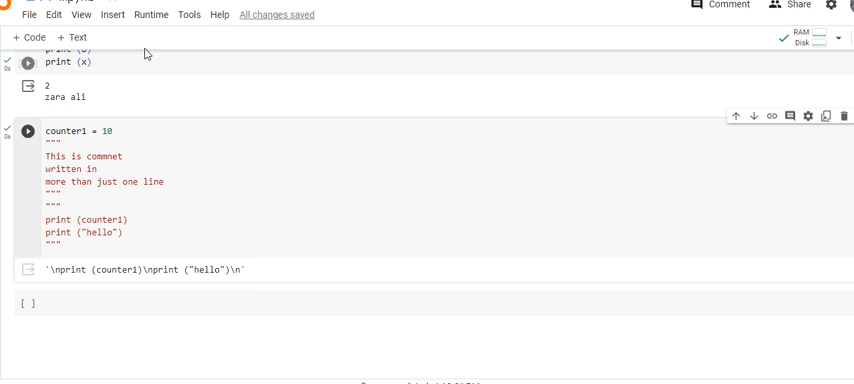 Comment
Share
File Edit View Insert Runtime Tools Help All changes saved
+ Code + Text
RAM
Disk
print (x)
0s
2
zara ali
0s
counter1 = 10
"""
This is commnet
written in
more than just one line
"""
"""
print (counter1)
print ("hello")
"""
'\nprint (counter1)\nprint ("hello")\n'
[ ]